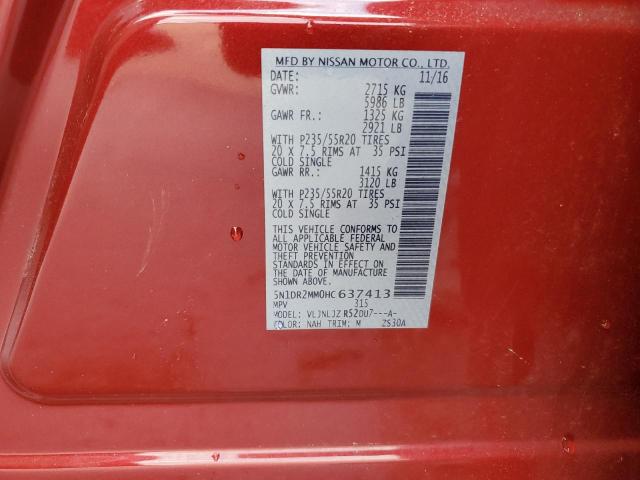 MFD BY NISSAN MOTOR CO., LTD.
DATE: 11/16
GVWR: 2715 KG
5986 LB
GAWR FR.: 1325 KG
2921 LB
WITH P235/55R20 TIRES
20 X 7.5 RIMS AT 35 PSI
COLD SINGLE
GAWR RR.: 1415 KG
3120 LB
WITH P235/55R20 TIRES
20 X 7.5 RIMS AT 35 PSI
COLD SINGLE
THIS VEHICLE CONFORMS TO
ALL APPLICABLE FEDERAL
MOTOR VEHICLE SAFETY AND
THEFT PREVENTION
STANDARDS IN EFFECT ON
THE DATE OF MANUFACTURE
SHOWN ABOVE.
5N1DR2MM0HC637413
MPV 315
MODEL: VLJNLJZ R52DU7---A-
COLOR: NAH TRIM: M ZS30A